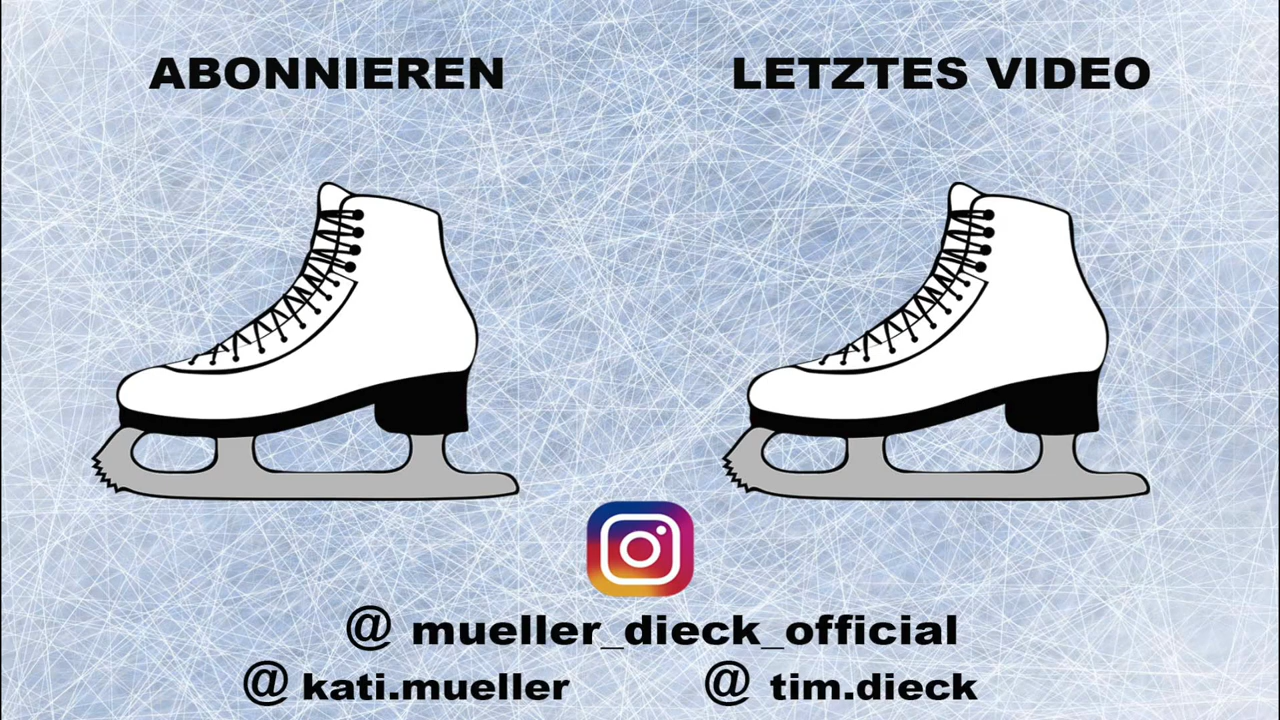 ABONNIEREN
LETZTES VIDEO
@ mueller_dieck_official
@ kati.mueller
@ tim.dieck